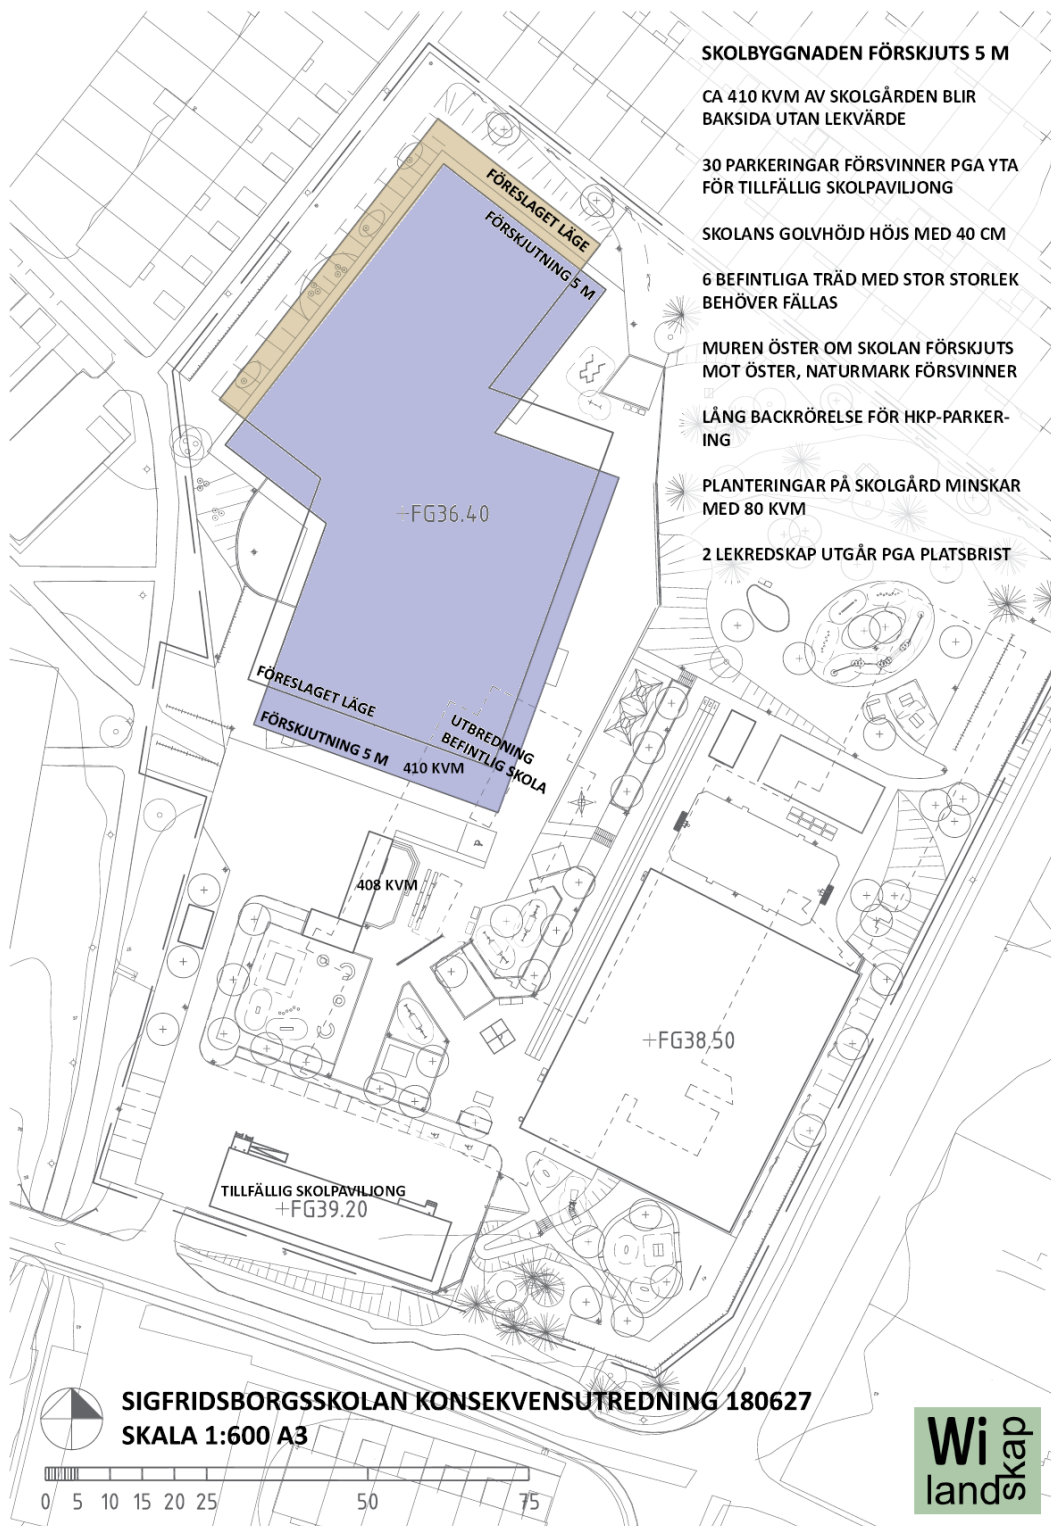 SKOLBYGGNADEN FÖRSKJUTS 5 M
CA 410 KVM AV SKOLGÅRDEN BLIR
BAKSIDA UTAN LEKVÄRDE
30 PARKERINGAR FÖRSVINNER PGA YTA
FÖR TILLFÄLLIG SKOLPAVILJONG
SKOLANS GOLVHÖJD HÖJS MED 40 CM
6 BEFINTLIGA TRÄD MED STOR STORLEK
BEHÖVER FÄLLAS
MUREN ÖSTER OM SKOLAN FÖRSKJUTS
MOT ÖSTER, NATURMARK FÖRSVINNER
LÅNG BACKRÖRELSE FÖR HKP-PARKER-
ING
PLANTERINGAR PÅ SKOLGÅRD MINSKAR
MED 80 KVM
2 LEKREDSKAP UTGÅR PGA PLATSBRIST
FÖRESLAGET LÄGE
FÖRSKJUTNING 5 M
FG36.40
FÖRESLAGET LÄGE
FÖRSKJUTNING 5 M
410 KVM
UTBREDNING
BEFINTLIG SKOLA
408 KVM
FG38,50
TILLFÄLLIG SKOLPAVILJONG
FG39.20
SIGFRIDSBORGSSKOLAN KONSEKVENSUTREDNING 180627
SKALA 1:600 A3
0 5 10 15 20 25 50 75
Wi
landskap